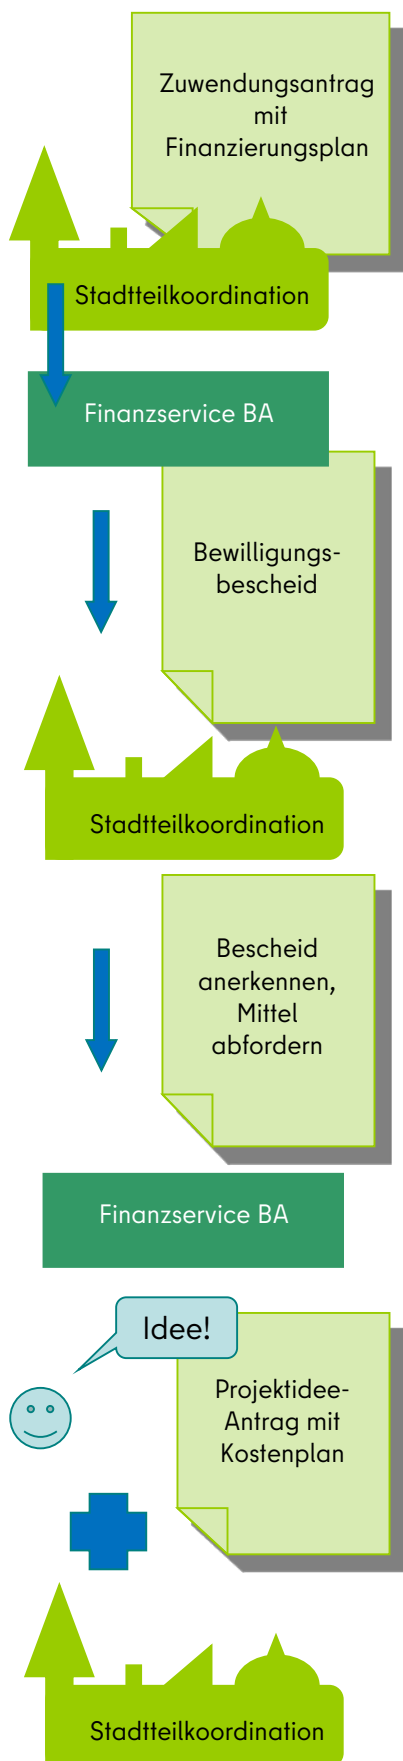 Zuwendungsantrag
mit
Finanzierungsplan
Stadtteilkoordination
Finanzservice BA
Bewilligungs-
bescheid
Stadtteilkoordination
Bescheid
anerkennen,
Mittel
abfordern
Finanzservice BA
Idee!
Projektidee-
Antrag mit
Kostenplan
Stadtteilkoordination